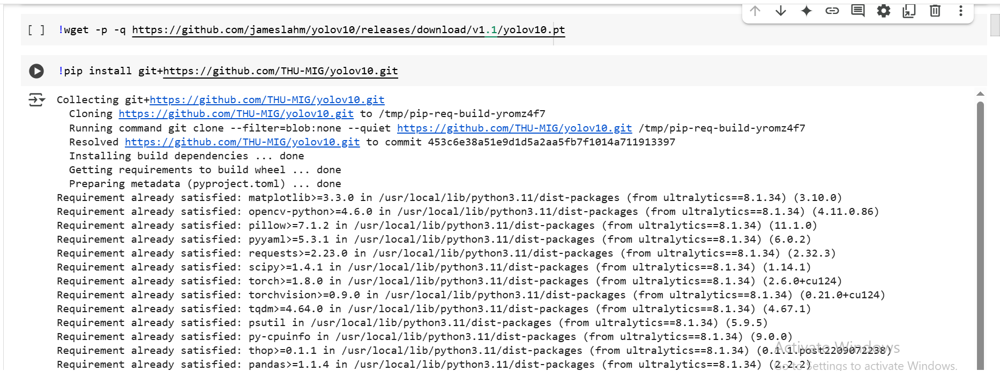 [ ] !wget -p -q https://github.com/jameslahm/yolov10/releases/download/v1.1/yolov10.pt
!pip install git+https://github.com/THU-MIG/yolov10.git
Collecting git+https://github.com/THU-MIG/yolov10.git
Cloning https://github.com/THU-MIG/yolov10.git to /tmp/pip-req-build-yromz4f7
Running command git clone --filter=blob:none --quiet https://github.com/THU-MIG/yolov10.git /tmp/pip-req-build-yromz4f7
Resolved https://github.com/THU-MIG/yolov10.git to commit 453c6e38a51e9d1d5a2aa5fb7f1014a711913397
Installing build dependencies ... done
Getting requirements to build wheel ... done
Preparing metadata (pyproject.toml) ... done
Requirement already satisfied: matplotlib>=3.3.0 in /usr/local/lib/python3.11/dist-packages (from ultralytics==8.1.34) (3.10.0)
Requirement already satisfied: opencv-python>=4.6.0 in /usr/local/lib/python3.11/dist-packages (from ultralytics==8.1.34) (4.11.0.86)
Requirement already satisfied: pillow>=7.1.2 in /usr/local/lib/python3.11/dist-packages (from ultralytics==8.1.34) (11.1.0)
Requirement already satisfied: pyyaml>=5.3.1 in /usr/local/lib/python3.11/dist-packages (from ultralytics==8.1.34) (6.0.2)
Requirement already satisfied: requests>=2.23.0 in /usr/local/lib/python3.11/dist-packages (from ultralytics==8.1.34) (2.32.3)
Requirement already satisfied: scipy>=1.4.1 in /usr/local/lib/python3.11/dist-packages (from ultralytics==8.1.34) (1.14.1)
Requirement already satisfied: torch>=1.8.0 in /usr/local/lib/python3.11/dist-packages (from ultralytics==8.1.34) (2.6.0+cu124)
Requirement already satisfied: torchvision>=0.9.0 in /usr/local/lib/python3.11/dist-packages (from ultralytics==8.1.34) (0.21.0+cu124)
Requirement already satisfied: tqdm>=4.64.0 in /usr/local/lib/python3.11/dist-packages (from ultralytics==8.1.34) (4.67.1)
Requirement already satisfied: psutil in /usr/local/lib/python3.11/dist-packages (from ultralytics==8.1.34) (5.9.5)
Requirement already satisfied: py-cpuinfo in /usr/local/lib/python3.11/dist-packages (from ultralytics==8.1.34) (9.0.0)
Requirement already satisfied: thop>=0.1.1 in /usr/local/lib/python3.11/dist-packages (from ultralytics==8.1.34) (0.1.1.post2209072238)
Requirement already satisfied: pandas>=1.1.4 in /usr/local/lib/python3.11/dist-packages (from ultralytics==8.1.34) (2.2.2)
Activate Windows
Go to Settings to activate Windows.